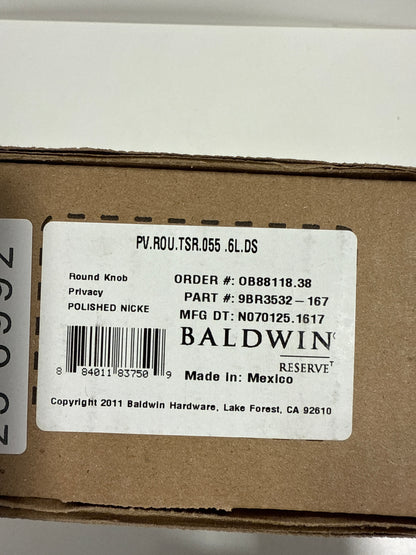 PV.ROU.TSR.055 .6L.DS
Round Knob
Privacy
POLISHED NICKE
ORDER #: OB88118.38
PART #: 9BR3532-167
MFG DT: N070125.1617
BALDWIN
RESERVE
8 84011 83750 9
Made in: Mexico
Copyright 2011 Baldwin Hardware, Lake Forest, CA 92610